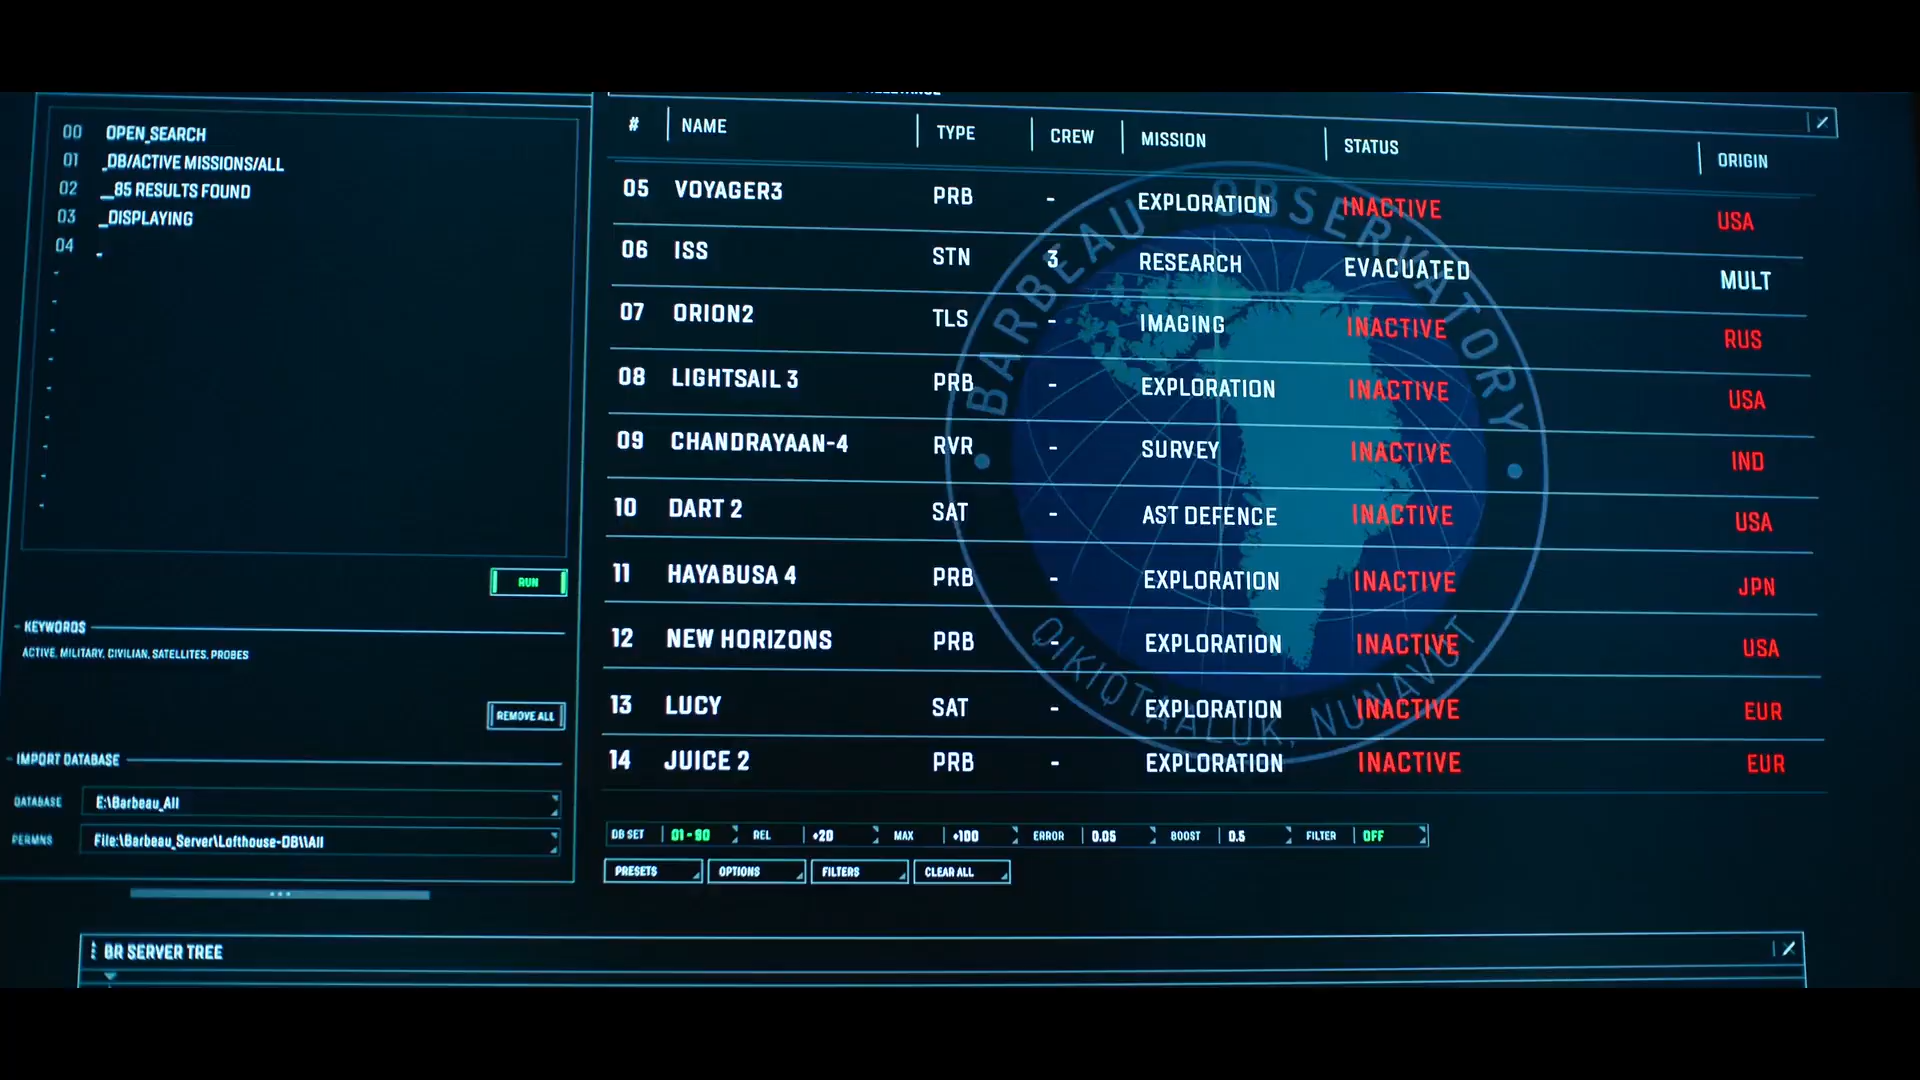 00 OPEN_SEARCH
01 _DB/ACTIVE MISSIONS/ALL
02 __85 RESULTS FOUND
03 _DISPLAYING
04 -
RUN
KEYWORDS
ACTIVE, MILITARY, CIVILIAN, SATELLITES, PROBES
REMOVE ALL
IMPORT DATABASE
DATABASE E:\Barbeau_All
PERMNS File:\Barbeau_Server\Lofthouse-DB\\All
# NAME TYPE CREW MISSION STATUS ORIGIN
05 VOYAGER3 PRB - EXPLORATION INACTIVE USA
06 ISS STN 3 RESEARCH EVACUATED MULT
07 ORION2 TLS - IMAGING INACTIVE RUS
08 LIGHTSAIL 3 PRB - EXPLORATION INACTIVE USA
09 CHANDRAYAAN-4 RVR - SURVEY INACTIVE IND
10 DART 2 SAT - AST DEFENCE INACTIVE USA
11 HAYABUSA 4 PRB - EXPLORATION INACTIVE JPN
12 NEW HORIZONS PRB - EXPLORATION INACTIVE USA
13 LUCY SAT - EXPLORATION INACTIVE EUR
14 JUICE 2 PRB - EXPLORATION INACTIVE EUR
BARBEAU OBSERVATORY
QIKIQTAALUK, NUNAVUT
DB SET 01-90 REL +20 MAX +100 ERROR 0.05 BOOST 0.5 FILTER OFF
PRESETS OPTIONS FILTERS CLEAR ALL
BR SERVER TREE